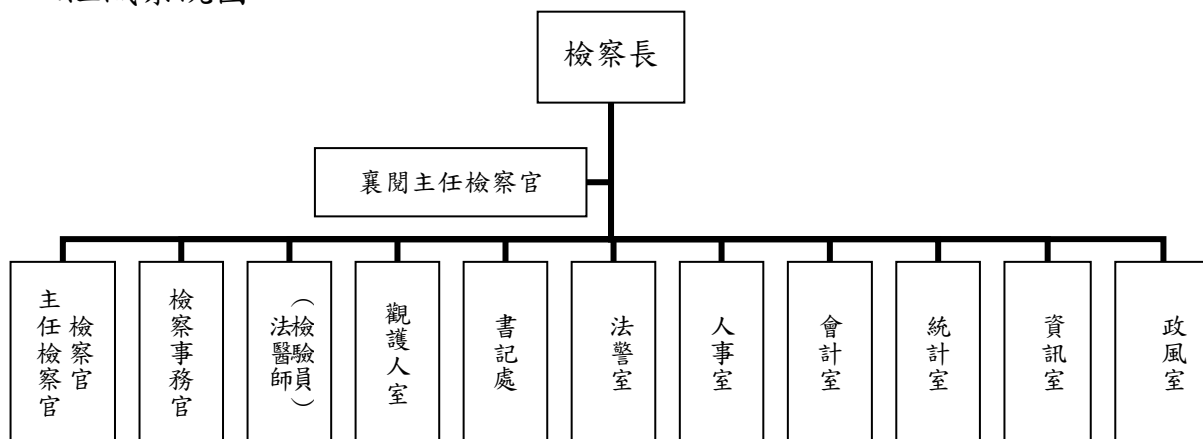 檢察長
襄閱主任檢察官
主任檢察官
檢察官
檢察事務官
法醫師
（檢驗員）
觀護人室
書記處
法警室
人事室
會計室
統計室
資訊室
政風室